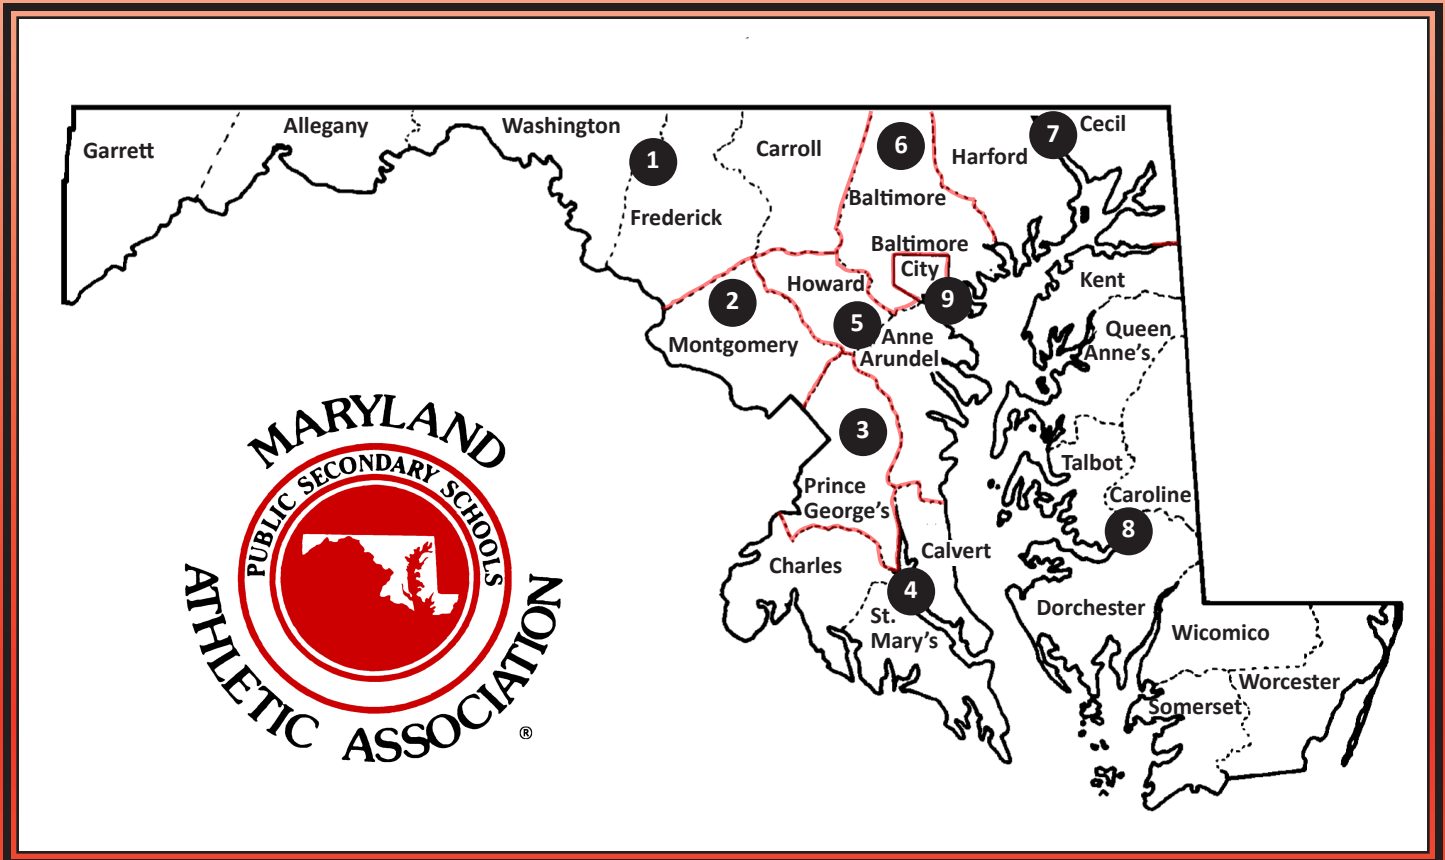 Garrett
Allegany
Washington
1
Frederick
Carroll
6
Baltimore
Harford
7
Cecil
Baltimore
City
9
Howard
5
Anne
Arundel
2
Montgomery
3
Prince
George's
Charles
4
St.
Mary's
Calvert
Kent
Queen
Anne's
Talbot
Caroline
8
Dorchester
Wicomico
Worcester
Somerset
MARYLAND
PUBLIC SECONDARY SCHOOLS
ATHLETIC ASSOCIATION
®